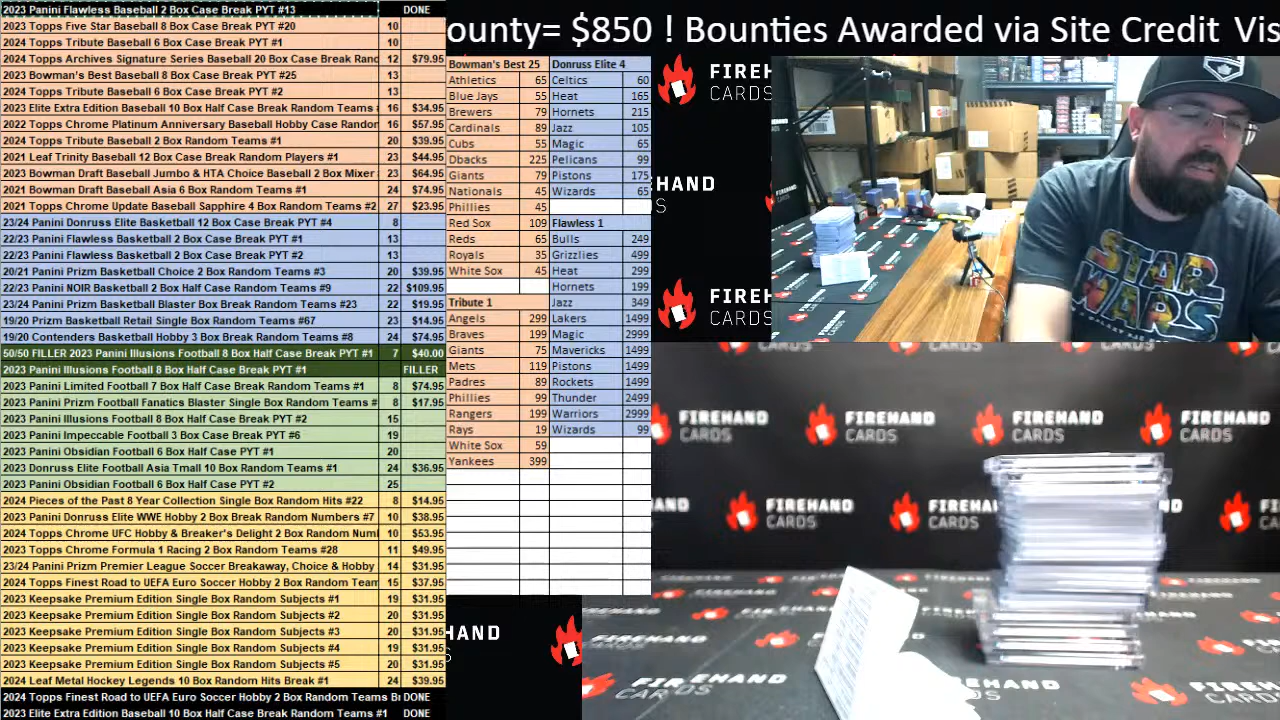 2023 Panini Flawless Baseball 2 Box Case Break PYT #13 DONE
2023 Topps Five Star Baseball 8 Box Case Break PYT #20 10
2024 Topps Tribute Baseball 6 Box Case Break PYT #1 10
2024 Topps Archives Signature Series Baseball 20 Box Case Break Rand 12 $79.95
2023 Bowman's Best Baseball 8 Box Case Break PYT #25 13
2024 Topps Tribute Baseball 6 Box Case Break PYT #2 13
2023 Elite Extra Edition Baseball 10 Box Half Case Break Random Teams 16 $34.95
2022 Topps Chrome Platinum Anniversary Baseball Hobby Case Random 16 $57.95
2024 Topps Tribute Baseball 2 Box Random Teams #1 20 $39.95
2021 Leaf Trinity Baseball 12 Box Case Break Random Players #1 23 $44.95
2023 Bowman Draft Baseball Jumbo & HTA Choice Baseball 2 Box Mixer 23 $64.95
2021 Bowman Draft Baseball Asia 6 Box Random Teams #1 24 $74.95
2021 Topps Chrome Update Baseball Sapphire 4 Box Random Teams #2 27 $23.95
23/24 Panini Donruss Elite Basketball 12 Box Case Break PYT #4 8
22/23 Panini Flawless Basketball 2 Box Case Break PYT #1 13
22/23 Panini Flawless Basketball 2 Box Case Break PYT #2 13
20/21 Panini Prizm Basketball Choice 2 Box Random Teams #3 20 $39.95
22/23 Panini NOIR Basketball 2 Box Half Case Random Teams #9 22 $109.95
23/24 Panini Prizm Basketball Blaster Box Break Random Teams #23 22 $19.95
19/20 Prizm Basketball Retail Single Box Random Teams #67 23 $14.95
19/20 Contenders Basketball Hobby 3 Box Break Random Teams #8 24 $74.95
50/50 FILLER 2023 Panini Illusions Football 8 Box Half Case Break PYT #1 7 $40.00
2023 Panini Illusions Football 8 Box Half Case Break PYT #1 FILLER
2023 Panini Limited Football 7 Box Half Case Break Random Teams #1 8 $74.95
2023 Panini Prizm Football Fanatics Blaster Single Box Random Teams # 8 $17.95
2023 Panini Illusions Football 8 Box Half Case Break PYT #2 15
2023 Panini Impeccable Football 3 Box Case Break PYT #6 19
2023 Panini Obsidian Football 6 Box Case PYT #1 20
2023 Donruss Elite Football Asia Tmall 10 Box Random Teams #1 24 $36.95
2023 Panini Obsidian Football 6 Box Half Case PYT #2 25
2024 Pieces of the Past 8 Year Collection Single Box Random Hits #22 8 $14.95
2023 Panini Donruss Elite WWE Hobby 2 Box Break Random Numbers #7 10 $38.95
2024 Topps Chrome UFC Hobby & Breaker's Delight 2 Box Random Numl 10 $53.95
2023 Topps Chrome Formula 1 Racing 2 Box Random Teams #28 11 $49.95
23/24 Panini Prizm Premier League Soccer Breakaway, Choice & Hobby 14 $31.95
2024 Topps Finest Road to UEFA Euro Soccer Hobby 2 Box Random Team 15 $37.95
2023 Keepsake Premium Edition Single Box Random Subjects #1 19 $31.95
2023 Keepsake Premium Edition Single Box Random Subjects #2 20 $31.95
2023 Keepsake Premium Edition Single Box Random Subjects #3 20 $31.95
2023 Keepsake Premium Edition Single Box Random Subjects #4 19 $31.95
2023 Keepsake Premium Edition Single Box Random Subjects #5 20 $31.95
2024 Leaf Metal Hockey Legends 10 Box Random Hits Break #1 24 $39.95
2024 Topps Finest Road to UEFA Euro Soccer Hobby 2 Box Random Teams Br DONE
2023 Elite Extra Edition Baseball 10 Box Half Case Break Random Teams #1 DONE
ounty= $850 ! Bounties Awarded via Site Credit Vis
Bowman's Best 25
Athletics 65
Blue Jays 55
Brewers 79
Cardinals 89
Cubs 55
Dbacks 225
Giants 79
Nationals 45
Phillies 45
Red Sox 109
Reds 65
Royals 35
White Sox 45
Tribute 1
Angels 299
Braves 199
Giants 75
Mets 119
Padres 89
Phillies 99
Rangers 199
Rays 19
White Sox 59
Yankees 399
Donruss Elite 4
Celtics 60
Heat 165
Hornets 215
Jazz 105
Magic 65
Pelicans 99
Pistons 175
Wizards 65
Flawless 1
Bulls 249
Grizzlies 499
Heat 299
Hornets 199
Jazz 349
Lakers 1499
Magic 2999
Mavericks 1499
Pistons 1499
Rockets 1499
Thunder 2499
Warriors 2999
Wizards 99
FIREH
CARDS
EHAND
S
FIREH
CARDS
STAR
WARS
FIREHAND
CARDS
FIREHAND
CARDS
FIREHAND
CARDS
FIREHAND
CARDS
FIREHAND
CARDS
HAND